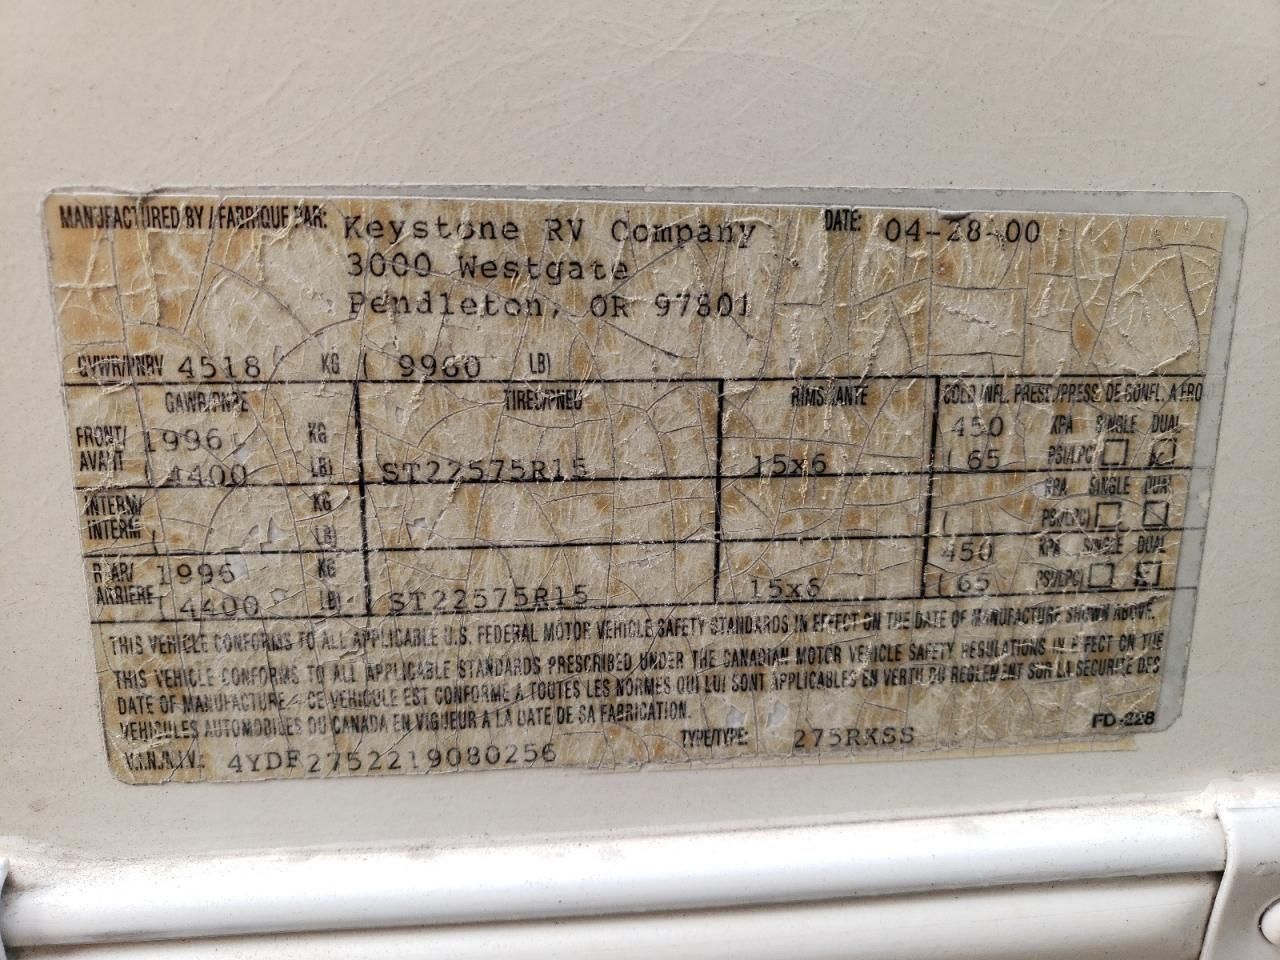 MANUFACTURED BY / FABRIQUE PAR: Keystone RV Company DATE: 04-28-00
3000 Westgate
Pendleton, OR 97801
GVWR/PNBV 4518 KG ( 9960 LB)
GAWR/PNPE TIRES/PNEU RIMS/JANTE COLD INFL. PRES./PRESS. DE GONFL. A FRO
FRONT/ 1996 KG 450 KPA SINGLE DUAL
AVANT ( 4400 LB) ST22575R15 15x6 ( 65 PSI/LPC)
INTERM/ KG KPA SINGLE DUAL
INTERM ( LB) ( PSI/LPC)
REAR/ 1996 KG 450 KPA SINGLE DUAL
ARRIERE ( 4400 LB) ST22575R15 15x6 ( 65 PSI/LPC)
THIS VEHICLE CONFORMS TO ALL APPLICABLE U.S. FEDERAL MOTOR VEHICLE SAFETY STANDARDS IN EFFECT ON THE DATE OF MANUFACTURE SHOWN ABOVE.
THIS VEHICLE CONFORMS TO ALL APPLICABLE STANDARDS PRESCRIBED UNDER THE CANADIAN MOTOR VEHICLE SAFETY REGULATIONS IN EFFECT ON THE
DATE OF MANUFACTURE / CE VEHICULE EST CONFORME A TOUTES LES NORMES QUI LUI SONT APPLICABLES EN VERTU DU REGLEMENT SUR LA SECURITE DES
VEHICULES AUTOMOBILES DU CANADA EN VIGUEUR A LA DATE DE SA FABRICATION. FD-228
V.I.N./N.I.V.: 4YDF2752219080256 TYPE/TYPE: 275RKSS